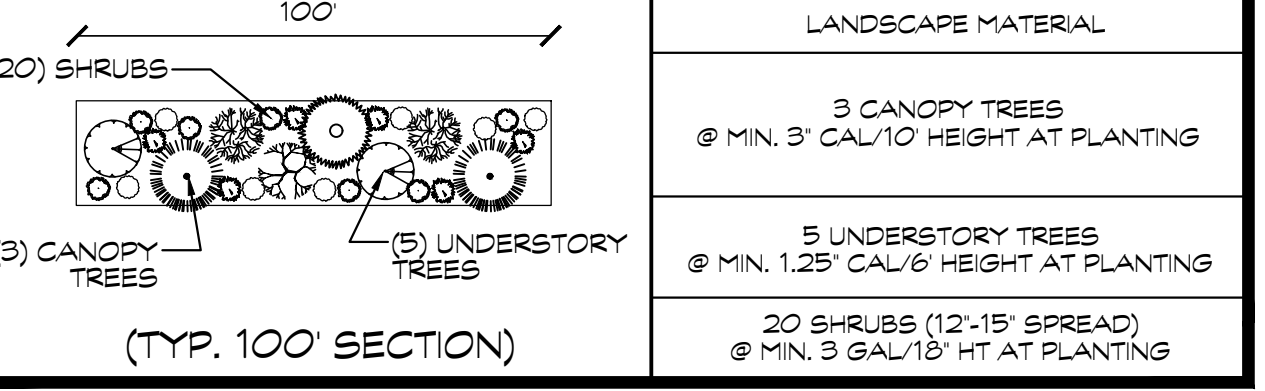 100'
20) SHRUBS
3) CANOPY
TREES
(5) UNDERSTORY
TREES
(TYP. 100' SECTION)
LANDSCAPE MATERIAL
3 CANOPY TREES
@ MIN. 3" CAL/10' HEIGHT AT PLANTING
5 UNDERSTORY TREES
@ MIN. 1.25" CAL/6' HEIGHT AT PLANTING
20 SHRUBS (12"-15" SPREAD)
@ MIN. 3 GAL/18" HT AT PLANTING